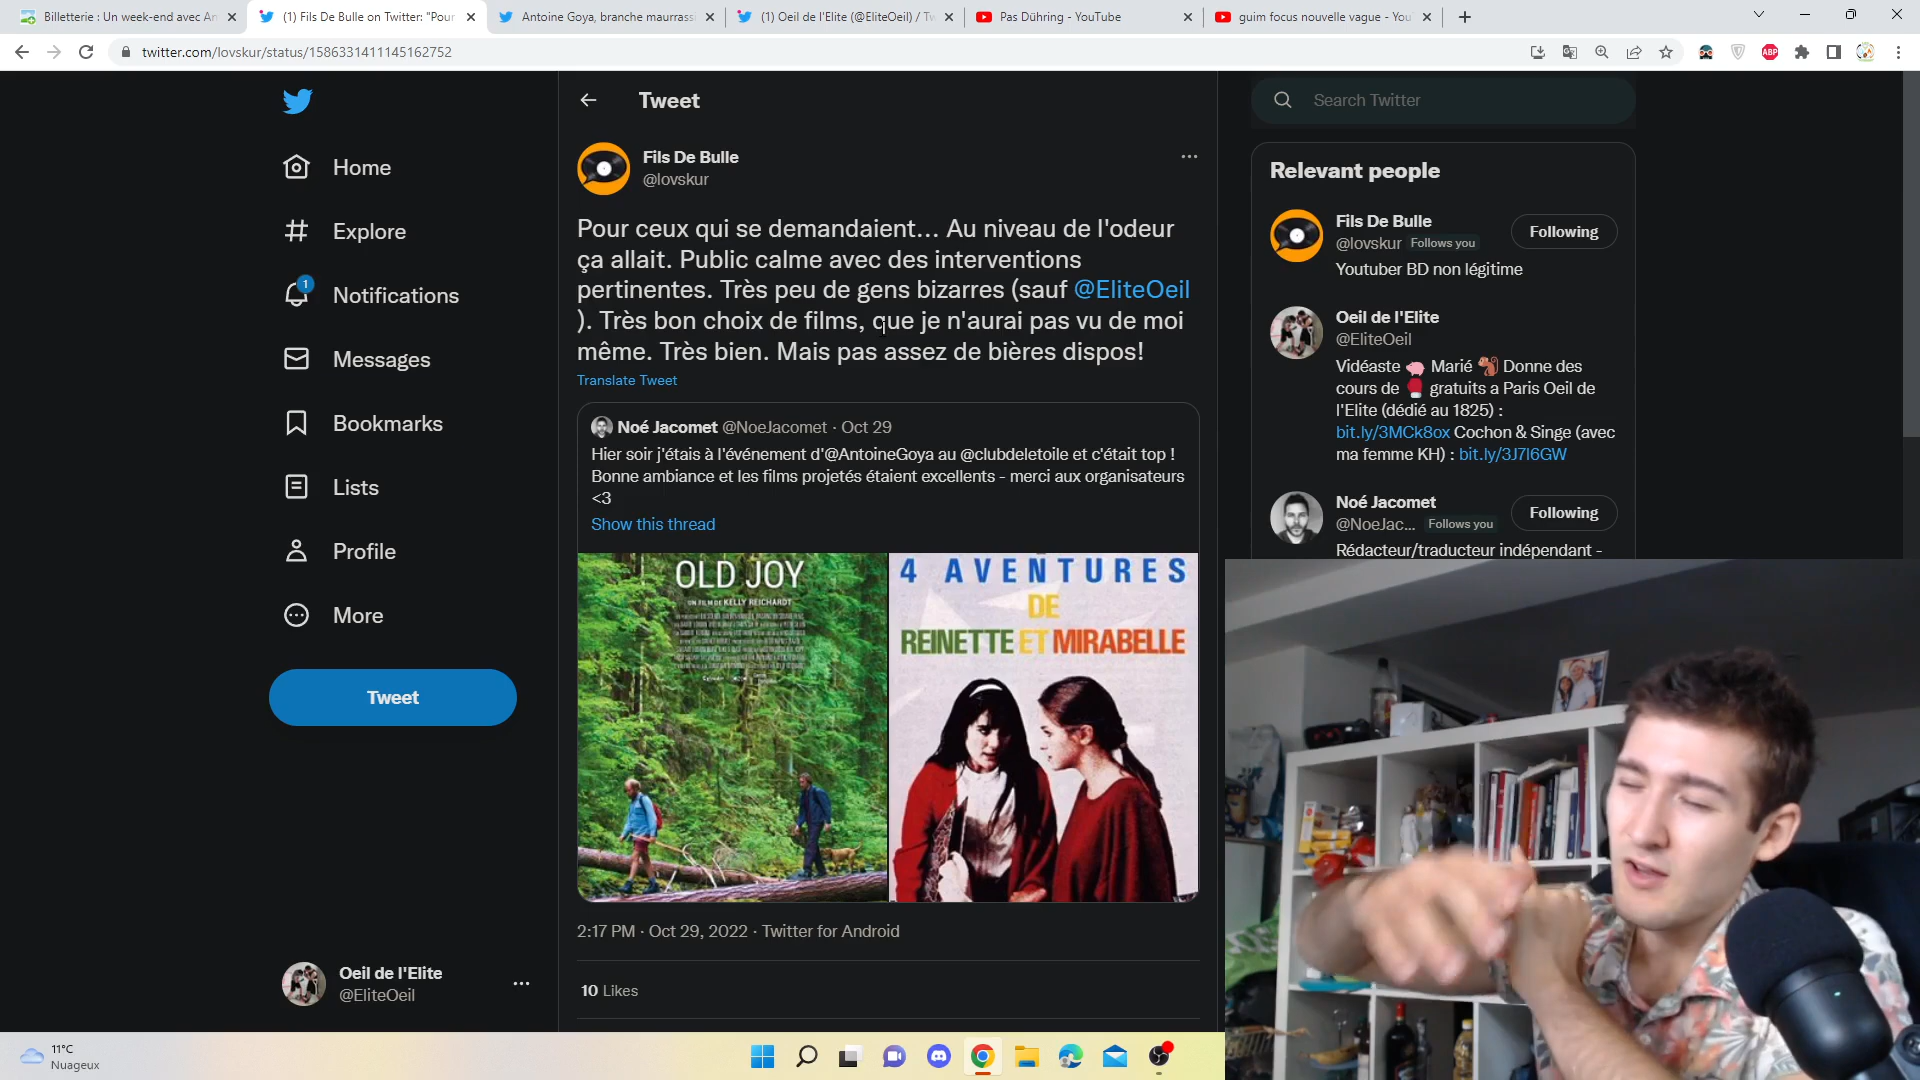 Billetterie : Un week-end avec An
(1) Fils De Bulle on Twitter: "Pour
Antoine Goya, branche maurrass
(1) Oeil de l'Elite (@EliteOeil) / Tw
Pas Dühring - YouTube
guim focus nouvelle vague - You
twitter.com/lovskur/status/1586331411145162752
ABP
Home
Explore
1
Notifications
Messages
Bookmarks
Lists
Profile
More
Tweet
Oeil de l'Elite
@EliteOeil
Tweet
Fils De Bulle
@lovskur
Pour ceux qui se demandaient... Au niveau de l'odeur
ça allait. Public calme avec des interventions
pertinentes. Très peu de gens bizarres (sauf @EliteOeil
). Très bon choix de films, que je n'aurai pas vu de moi
même. Très bien. Mais pas assez de bières dispos!
Translate Tweet
Noé Jacomet @NoeJacomet · Oct 29
Hier soir j'étais à l'événement d'@AntoineGoya au @clubdeletoile et c'était top !
Bonne ambiance et les films projetés étaient excellents - merci aux organisateurs
<3
Show this thread
OLD JOY
UN FILM DE KELLY REICHARDT
4 AVENTURES
DE
REINETTE ET MIRABELLE
2:17 PM · Oct 29, 2022 · Twitter for Android
10 Likes
Search Twitter
Relevant people
Fils De Bulle
@lovskur Follows you
Following
Youtuber BD non légitime
Oeil de l'Elite
@EliteOeil
Vidéaste 🐖 Marié 🐒 Donne des
cours de 🥊 gratuits a Paris Oeil de
l'Elite (dédié au 1825) :
bit.ly/3MCk8ox Cochon & Singe (avec
ma femme KH) : bit.ly/3J7I6GW
Noé Jacomet
@NoeJac... Follows you
Following
Rédacteur/traducteur indépendant -
11°C
Nuageux